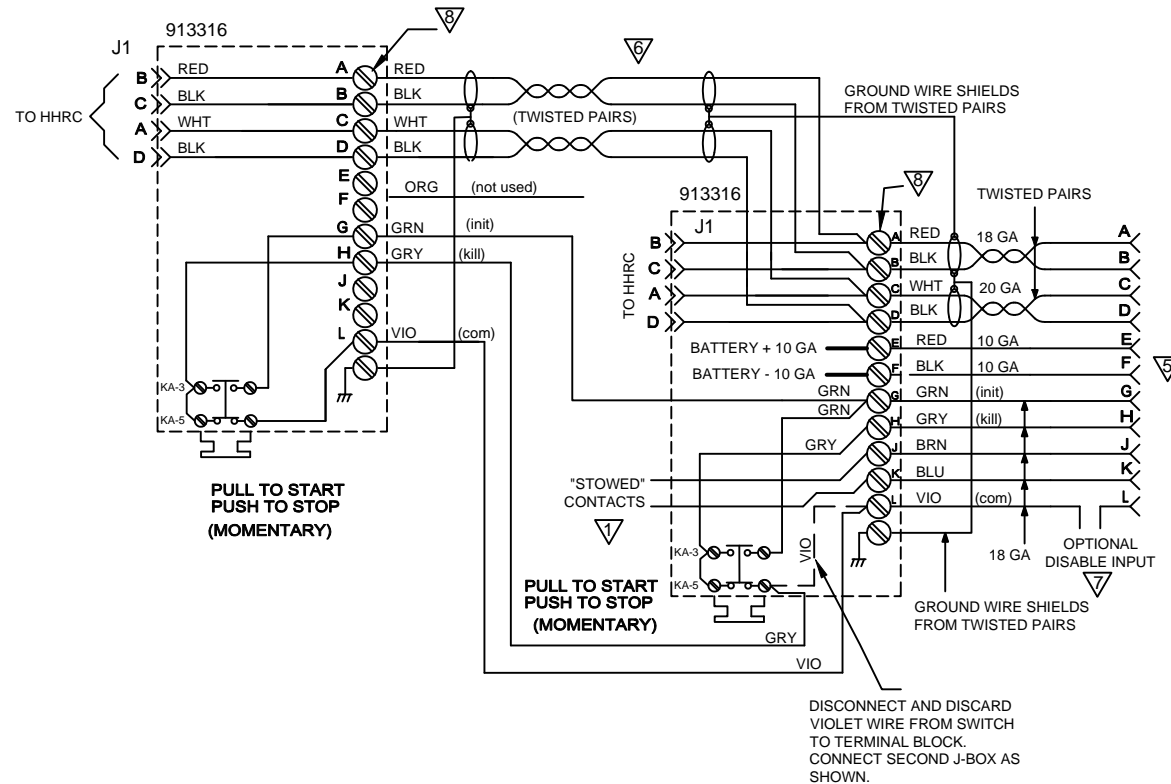 8
913316
J1
6
B RED A RED
C BLK B BLK
TO HHRC
A WHT C WHT
(TWISTED PAIRS)
D BLK D BLK
GROUND WIRE SHIELDS
FROM TWISTED PAIRS
E
ORG (not used)
F
G GRN (init)
H GRY (kill)
J
K
L VIO (com)
KA-3
KA-5
PULL TO START
PUSH TO STOP
(MOMENTARY)
8
913316
J1
TWISTED PAIRS
TO HHRC
B A RED 18 GA A
C B BLK B
A C WHT 20 GA C
D D BLK D
BATTERY + 10 GA E RED 10 GA E
BATTERY - 10 GA F BLK 10 GA F
5
GRN G GRN (init) G
GRN
H GRY (kill) H
GRY
J BRN J
"STOWED"
CONTACTS
K BLU K
L VIO (com) L
1
VIO
18 GA
OPTIONAL
DISABLE INPUT
7
KA-3
KA-5
PULL TO START
PUSH TO STOP
(MOMENTARY)
GROUND WIRE SHIELDS
FROM TWISTED PAIRS
GRY
VIO
DISCONNECT AND DISCARD
VIOLET WIRE FROM SWITCH
TO TERMINAL BLOCK.
CONNECT SECOND J-BOX AS
SHOWN.